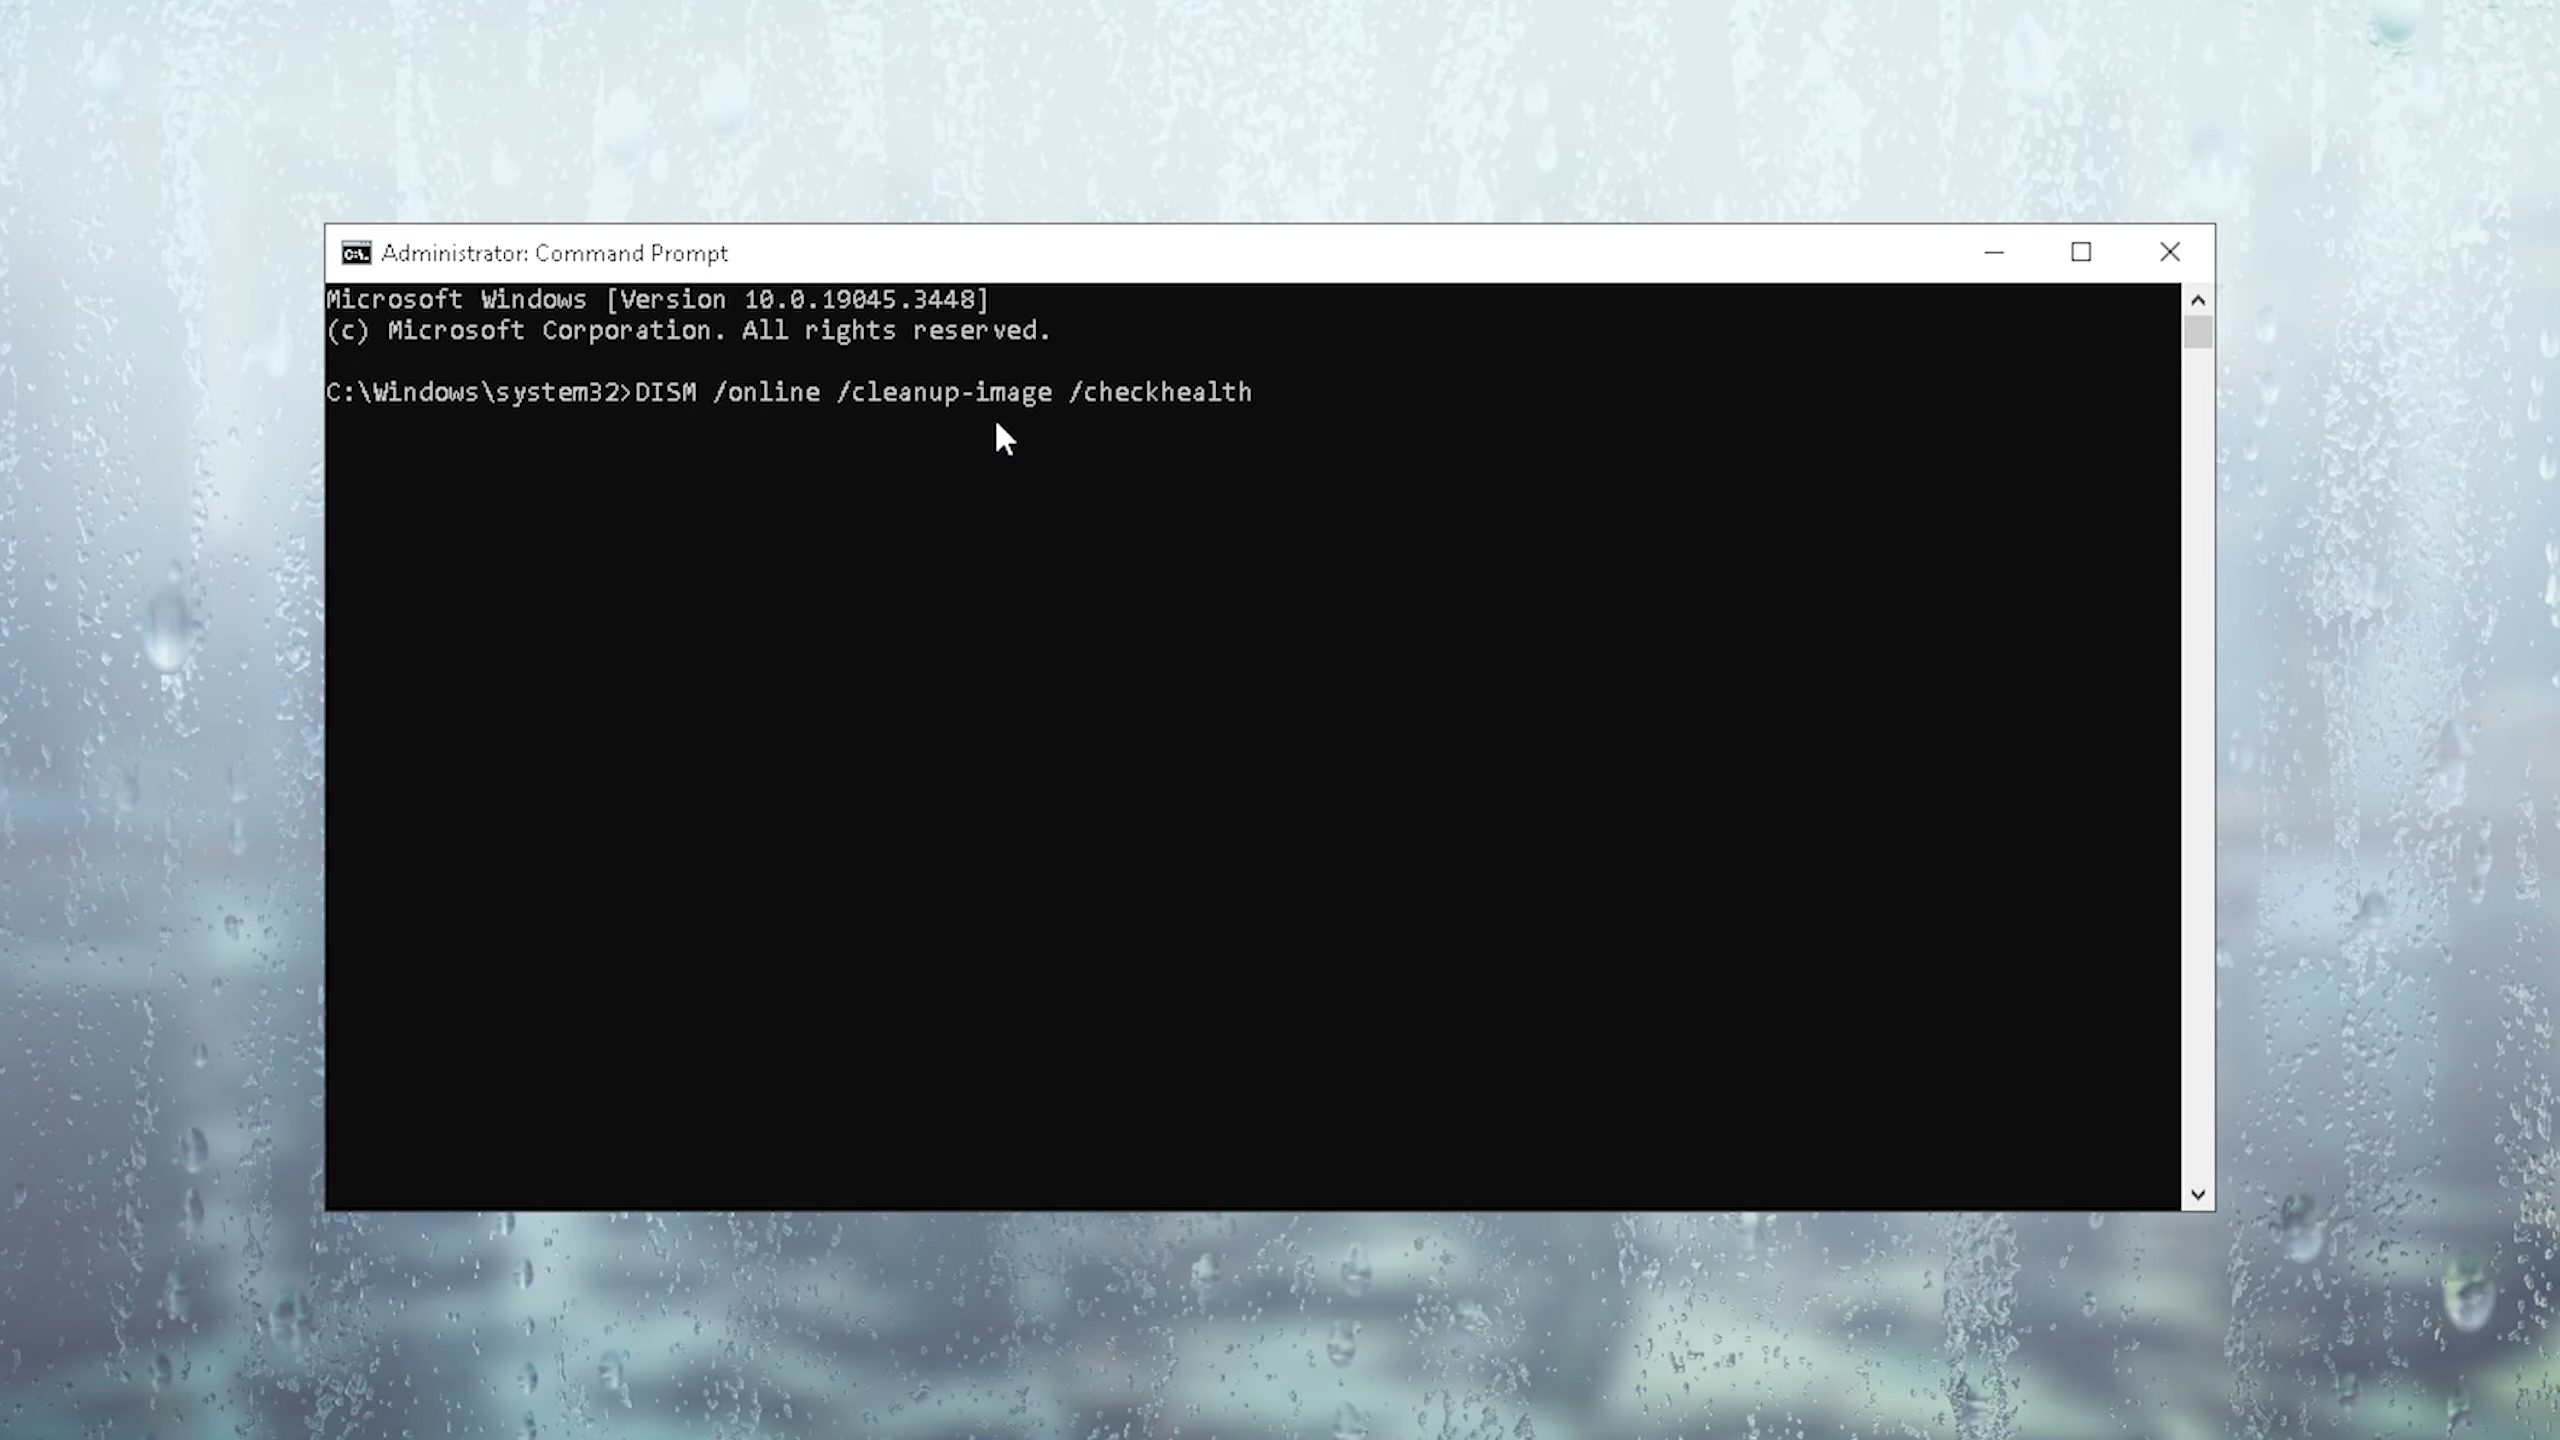 Administrator: Command Prompt
Microsoft Windows [Version 10.0.19045.3448]
(c) Microsoft Corporation. All rights reserved.
C:\Windows\system32>DISM /online /cleanup-image /checkhealth